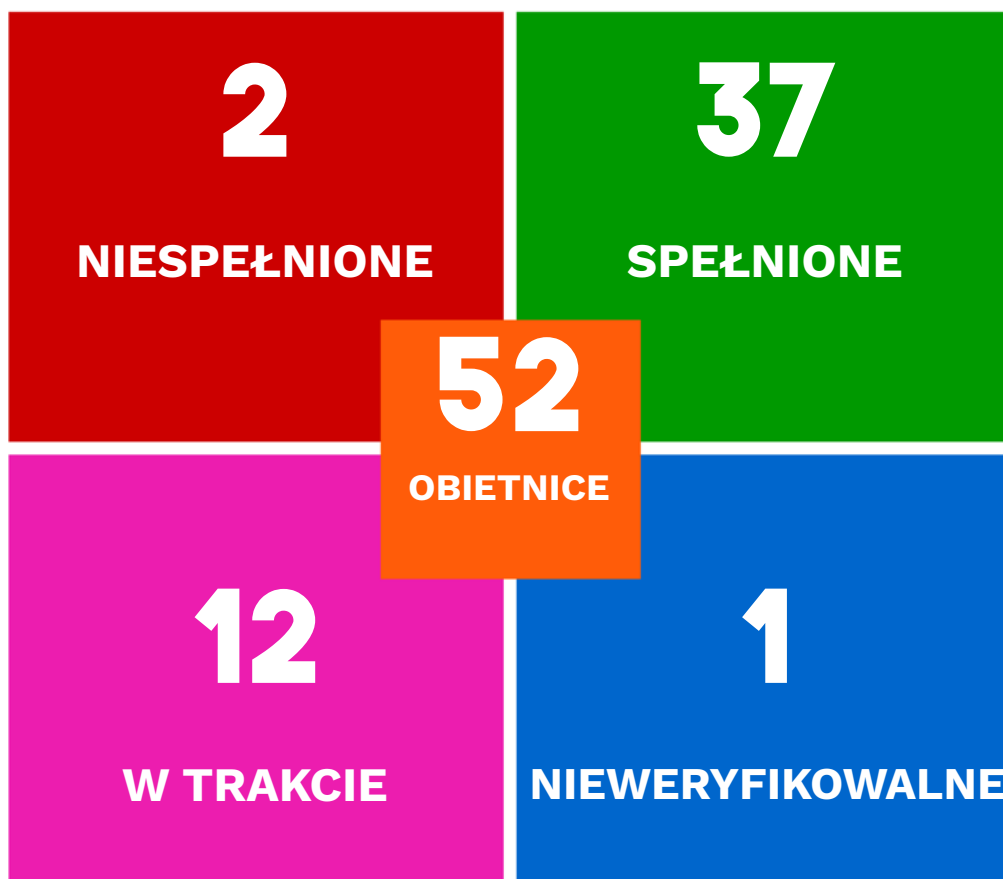 2
NIESPEŁNIONE
37
SPEŁNIONE
52
OBIETNICE
12
W TRAKCIE
1
NIEWERYFIKOWALNE